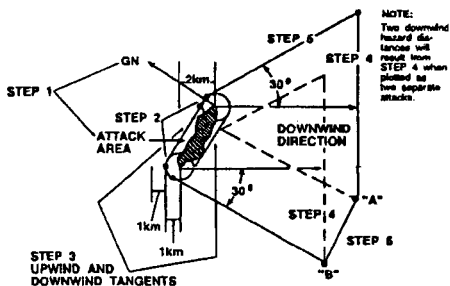 NOTE:
Two downwind
hazard dis-
tances will
result from
STEP 4 when
plotted as
two separate
attacks.
STEP 5
STEP 4
GN
2km
30°
STEP 1
STEP 2
ATTACK
AREA
DOWNWIND
DIRECTION
30°
STEP 4
"A"
1km
1km
STEP 5
STEP 3
UPWIND AND
DOWNWIND TANGENTS
"B"